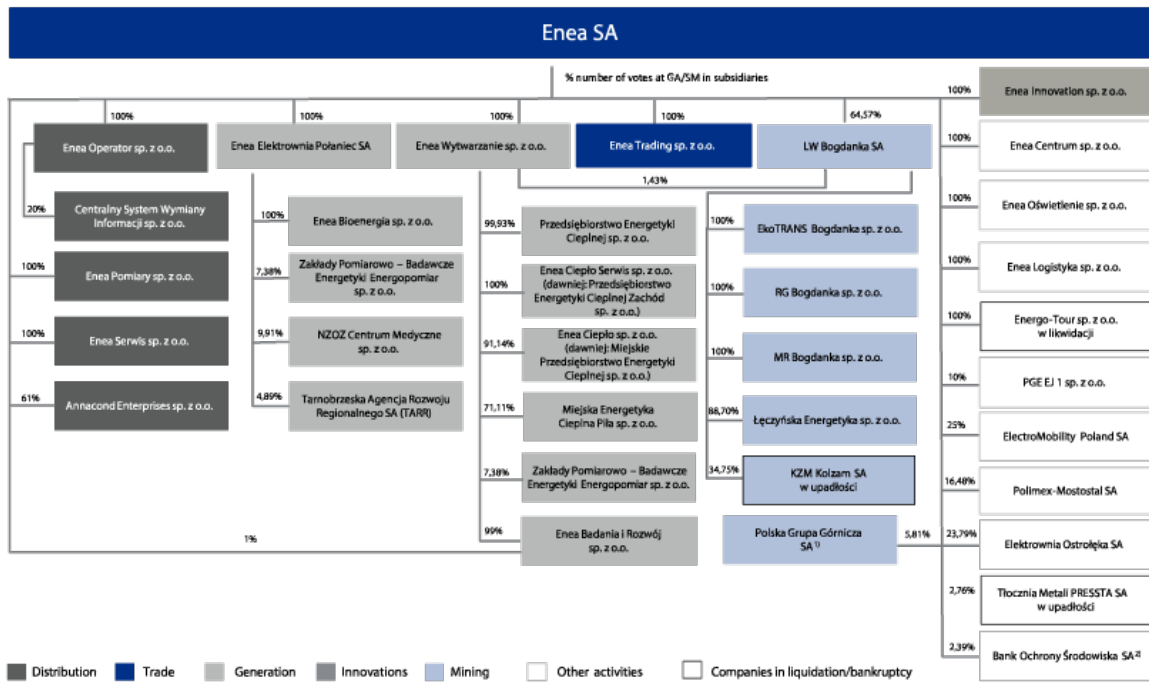 Enea SA
% number of votes at GA/SM in subsidiaries
100%
Enea Innovation sp. z o.o.
100%
100%
100%
100%
64,57%
Enea Operator sp. z o.o.
Enea Elektrownia Połaniec SA
Enea Wytwarzanie sp. z o.o.
Enea Trading sp. z o.o.
LW Bogdanka SA
100%
Enea Centrum sp. z o.o.
1,43%
20%
Centralny System Wymiany
Informacji sp. z o.o.
100%
Enea Pomiary sp. z o.o.
100%
Enea Serwis sp. z o.o.
61%
Annacond Enterprises sp. z o.o.
100%
Enea Bioenergia sp. z o.o.
7,38%
Zakłady Pomiarowo – Badawcze
Energetyki Energopomiar
sp. z o.o.
9,91%
NZOZ Centrum Medyczne
sp. z o.o.
4,89%
Tarnobrzeska Agencja Rozwoju
Regionalnego SA (TARR)
99,93%
Przedsiębiorstwo Energetyki
Cieplnej sp. z o.o.
100%
Enea Ciepło Serwis sp. z o.o.
(dawniej: Przedsiębiorstwo
Energetyki Cieplnej Zachód
sp. z o.o.)
91,14%
Enea Ciepło sp. z o.o.
(dawniej: Miejskie
Przedsiębiorstwo Energetyki
Cieplnej sp. z o.o.)
71,11%
Miejska Energetyka
Cieplna Piła sp. z o.o.
7,38%
Zakłady Pomiarowo – Badawcze
Energetyki Energopomiar sp. z o.o.
99%
Enea Badania i Rozwój
sp. z o.o.
1%
100%
EkoTRANS Bogdanka sp. z o.o.
100%
RG Bogdanka sp. z o.o.
100%
MR Bogdanka sp. z o.o.
88,70%
Łęczyńska Energetyka sp. z o.o.
34,75%
KZM Kolzam SA
w upadłości
Polska Grupa Górnicza
SA¹⁾
5,81%
100%
Enea Oświetlenie sp. z o.o.
100%
Enea Logistyka sp. z o.o.
100%
Energo-Tour sp. z o.o.
w likwidacji
10%
PGE EJ 1 sp. z o.o.
25%
ElectroMobility Poland SA
16,48%
Polimex-Mostostal SA
23,79%
Elektrownia Ostrołęka SA
2,76%
Tłocznia Metali PRESSTA SA
w upadłości
2,39%
Bank Ochrony Środowiska SA²⁾
Distribution
Trade
Generation
Innovations
Mining
Other activities
Companies in liquidation/bankruptcy